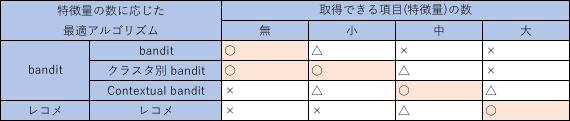 特徴量の数に応じた
最適アルゴリズム
取得できる項目(特徴量)の数
無 小 中 大
bandit
bandit ○ △ × ×
クラスタ別 bandit ○ ○ △ ×
Contextual bandit × △ ○ △
レコメ レコメ × × △ ○